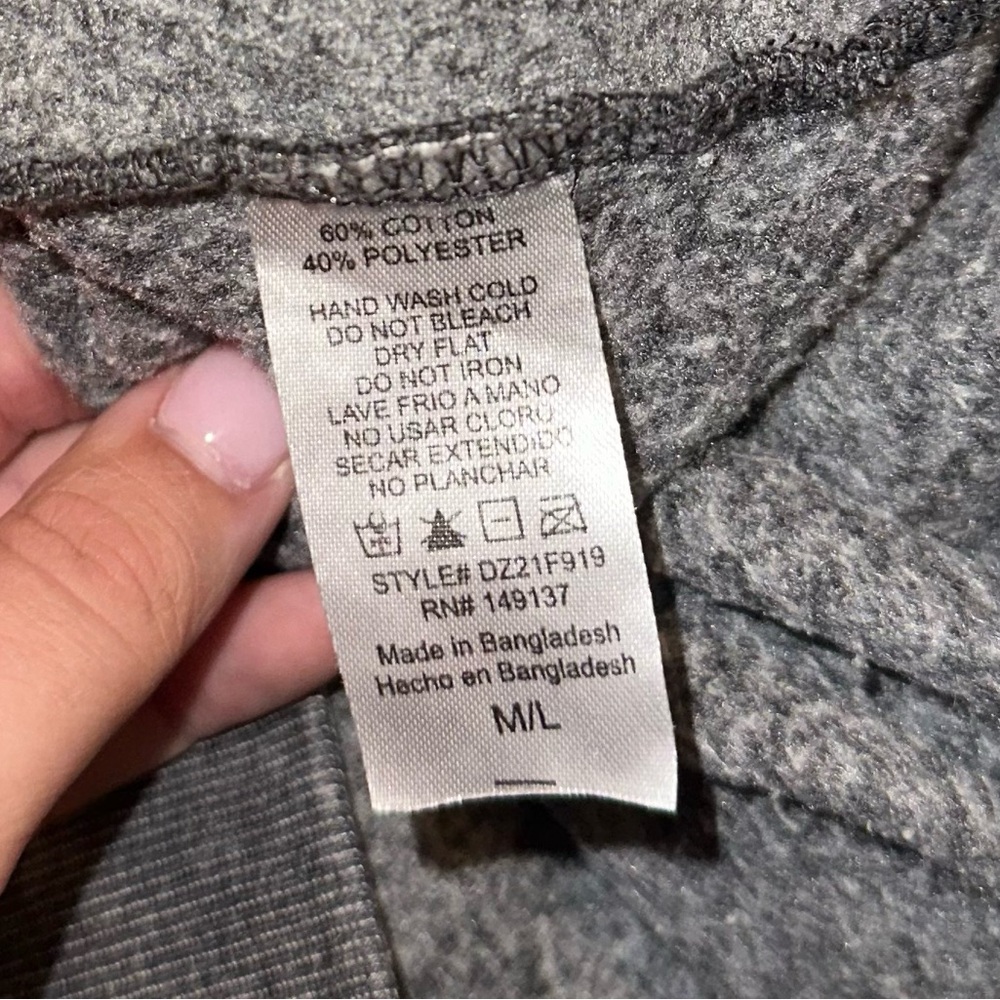 60% COTTON
40% POLYESTER
HAND WASH COLD
DO NOT BLEACH
DRY FLAT
DO NOT IRON
LAVE FRIO A MANO
NO USAR CLORO
SECAR EXTENDIDO
NO PLANCHAR
STYLE# DZ21F919
RN# 149137
Made in Bangladesh
Hecho en Bangladesh
M/L